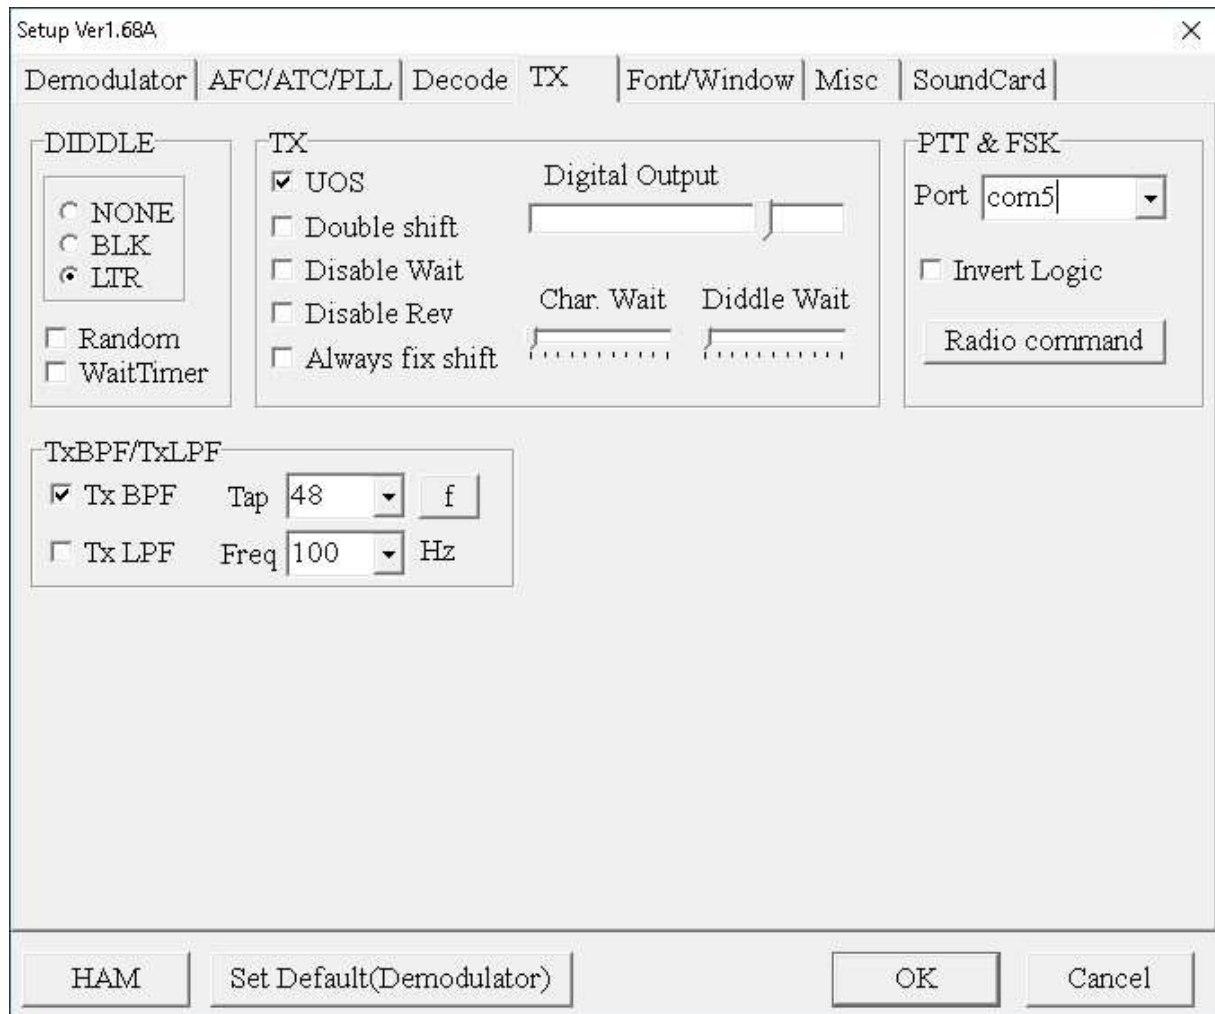 Setup Ver1.68A
Demodulator AFC/ATC/PLL Decode TX Font/Window Misc SoundCard
DIDDLE
NONE
BLK
LTR
Random
WaitTimer
TX
UOS
Double shift
Disable Wait
Disable Rev
Always fix shift
Digital Output
Char. Wait Diddle Wait
PTT & FSK
Port com5
Invert Logic
Radio command
TxBPF/TxLPF
Tx BPF Tap 48 f
Tx LPF Freq 100 Hz
HAM Set Default(Demodulator) OK Cancel